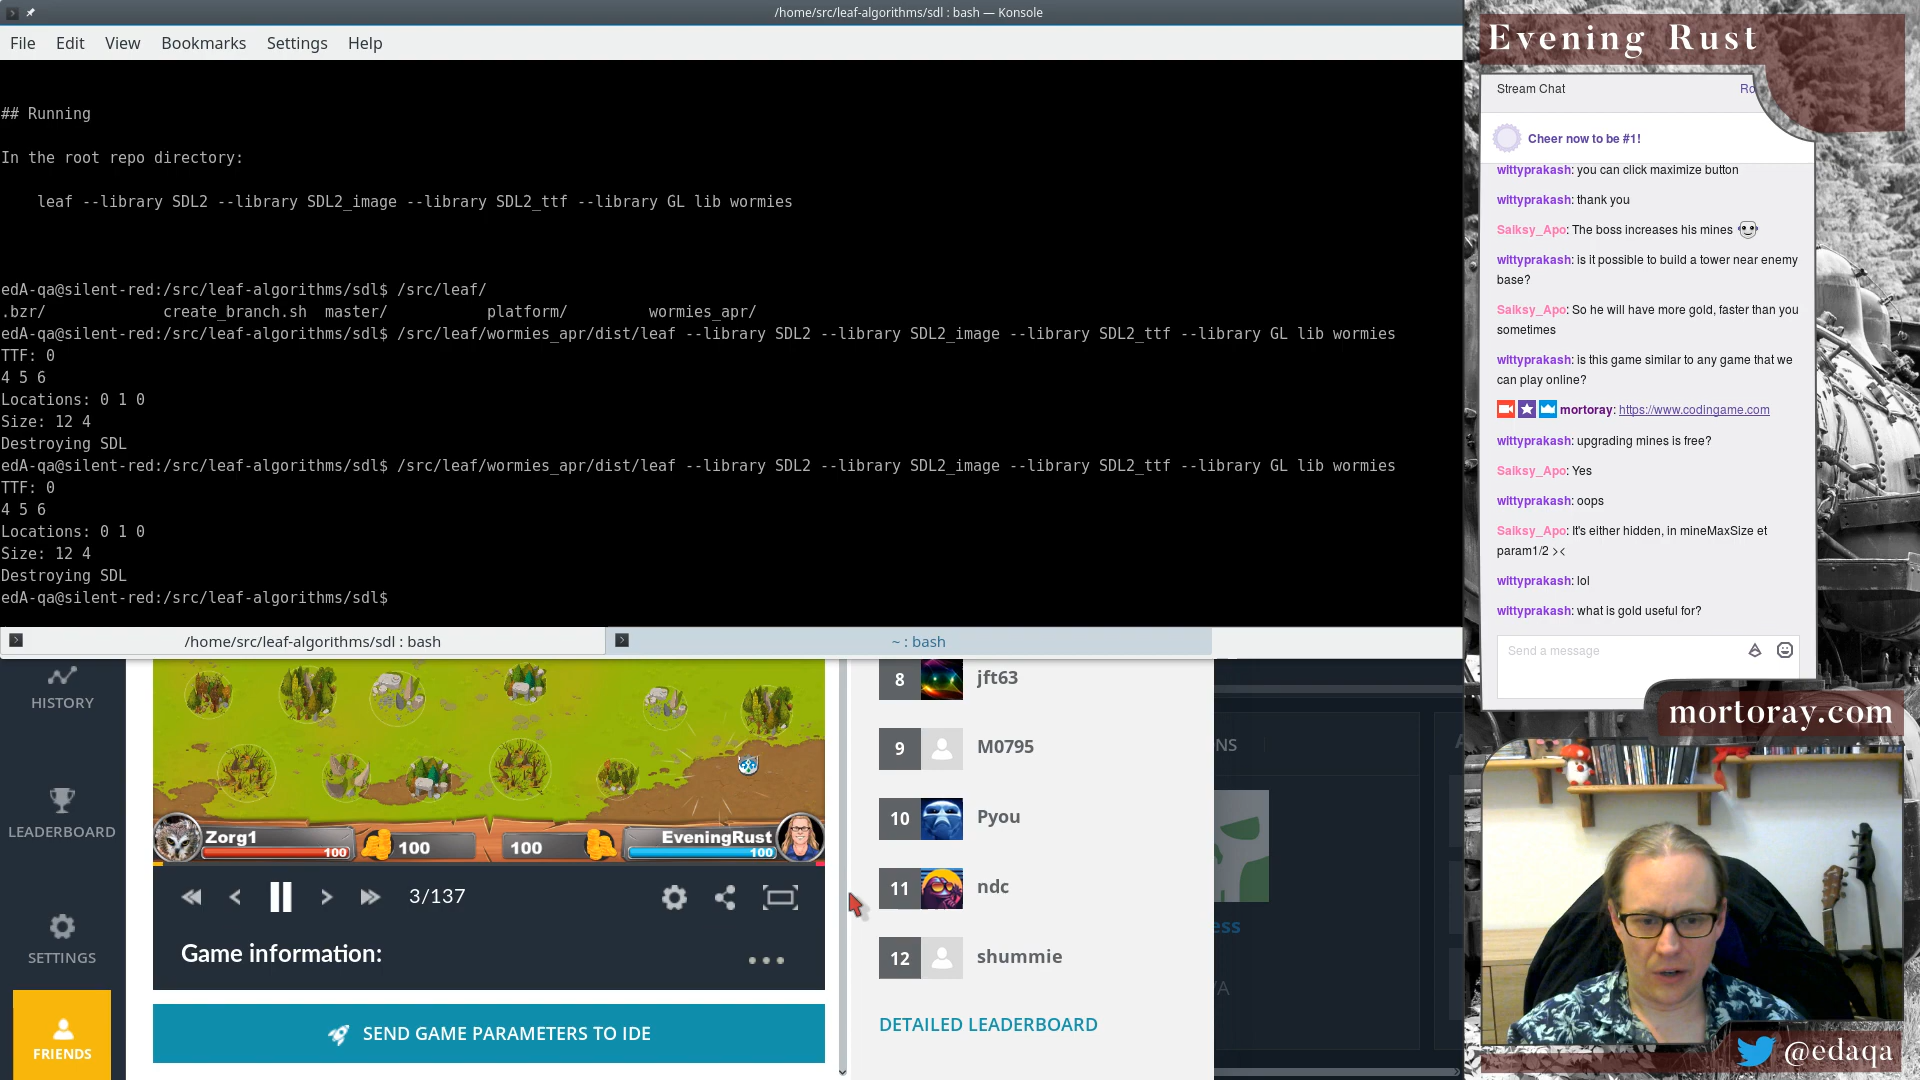 /home/src/leaf-algorithms/sdl : bash — Konsole
File Edit View Bookmarks Settings Help
## Running
In the root repo directory:
leaf --library SDL2 --library SDL2_image --library SDL2_ttf --library GL lib wormies
edA-qa@silent-red:/src/leaf-algorithms/sdl$ /src/leaf/
.bzr/ create_branch.sh master/ platform/ wormies_apr/
edA-qa@silent-red:/src/leaf-algorithms/sdl$ /src/leaf/wormies_apr/dist/leaf --library SDL2 --library SDL2_image --library SDL2_ttf --library GL lib wormies
TTF: 0
4 5 6
Locations: 0 1 0
Size: 12 4
Destroying SDL
edA-qa@silent-red:/src/leaf-algorithms/sdl$ /src/leaf/wormies_apr/dist/leaf --library SDL2 --library SDL2_image --library SDL2_ttf --library GL lib wormies
TTF: 0
4 5 6
Locations: 0 1 0
Size: 12 4
Destroying SDL
edA-qa@silent-red:/src/leaf-algorithms/sdl$
/home/src/leaf-algorithms/sdl : bash
~ : bash
HISTORY
LEADERBOARD
SETTINGS
FRIENDS
Zorg1
100
100
100
EveningRust
100
3/137
Game information:
SEND GAME PARAMETERS TO IDE
8 jft63
9 M0795
10 Pyou
11 ndc
12 shummie
DETAILED LEADERBOARD
NS
ess
/A
Evening Rust
Stream Chat
Ro
Cheer now to be #1!
wittyprakash: you can click maximize button
wittyprakash: thank you
Salksy_Apo: The boss increases his mines
wittyprakash: is it possible to build a tower near enemy
base?
Salksy_Apo: So he will have more gold, faster than you
sometimes
wittyprakash: is this game similar to any game that we
can play online?
mortoray: https://www.codingame.com
wittyprakash: upgrading mines is free?
Salksy_Apo: Yes
wittyprakash: oops
Salksy_Apo: It's either hidden, in mineMaxSize et
param1/2 ><
wittyprakash: lol
wittyprakash: what is gold useful for?
Send a message
mortoray.com
@edaqa